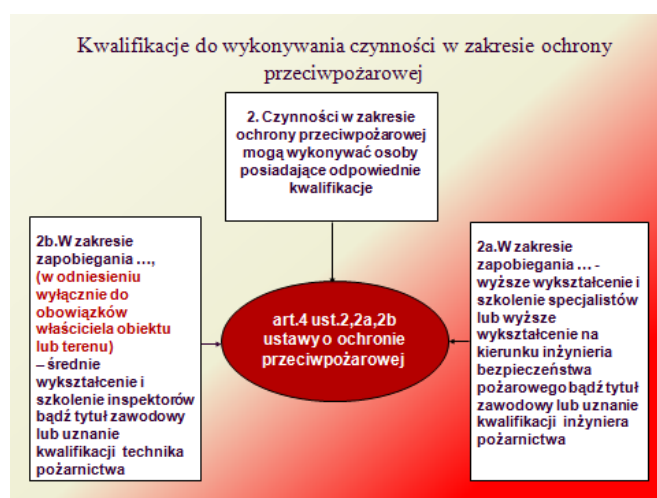 Kwalifikacje do wykonywania czynności w zakresie ochrony
przeciwpożarowej
2. Czynności w zakresie
ochrony przeciwpożarowej
mogą wykonywać osoby
posiadające odpowiednie
kwalifikacje
2b.W zakresie
zapobiegania ...,
(w odniesieniu
wyłącznie do
obowiązków
właściciela obiektu
lub terenu)
– średnie
wykształcenie i
szkolenie inspektorów
bądź tytuł zawodowy
lub uznanie
kwalifikacji technika
pożarnictwa
art.4 ust.2,2a,2b
ustawy o ochronie
przeciwpożarowej
2a.W zakresie
zapobiegania ... -
wyższe wykształcenie i
szkolenie specjalistów
lub wyższe
wykształcenie na
kierunku inżynieria
bezpieczeństwa
pożarowego bądź tytuł
zawodowy lub uznanie
kwalifikacji inżyniera
pożarnictwa